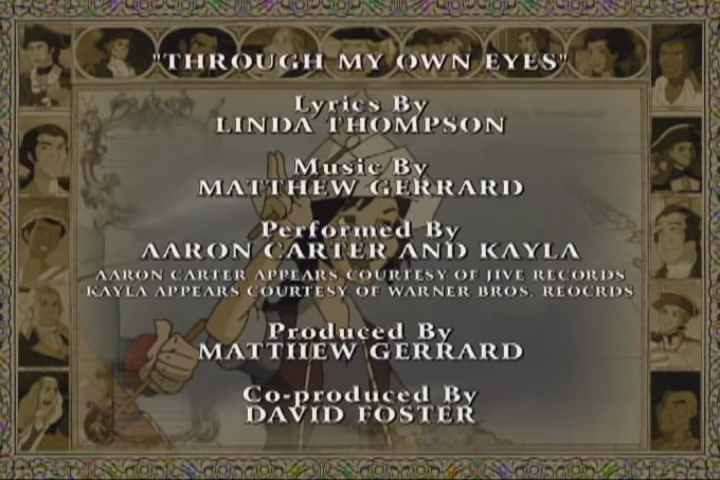 "THROUGH MY OWN EYES"
Lyrics By
LINDA THOMPSON
Music By
MATTHEW GERRARD
Performed By
AARON CARTER AND KAYLA
AARON CARTER APPEARS COURTESY OF JIVE RECORDS
KAYLA APPEARS COURTESY OF WARNER BROS. REOCRDS
Produced By
MATTHEW GERRARD
Co-produced By
DAVID FOSTER